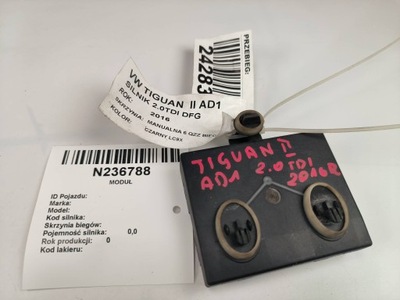 PRZEBIEG:
24283
VW TIGUAN II AD1
SILNIK 2.0TDI DFG
ROK: 2016
SKRZYNIA: MANUALNA 6 QZZ
KOLOR: CZARNY LC9X
N236788
MODUŁ
ID Pojazdu:
Marka:
Model:
Kod silnika:
Skrzynia biegów:
Pojemność silnika: 0,0
Rok produkcji: 0
Kod lakieru:
TIGUAN II
AD1 2.0TDI
2016R